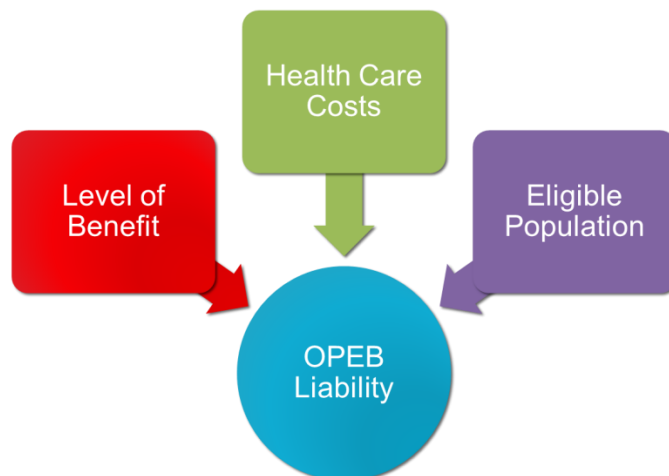 Health Care
Costs
Level of
Benefit
Eligible
Population
OPEB
Liability